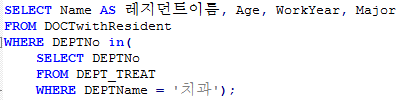 SELECT Name AS 레지던트이름, Age, WorkYear, Major
FROM DOCTwithResident
WHERE DEPTNo in(
SELECT DEPTNo
FROM DEPT_TREAT
WHERE DEPTName = '치과');